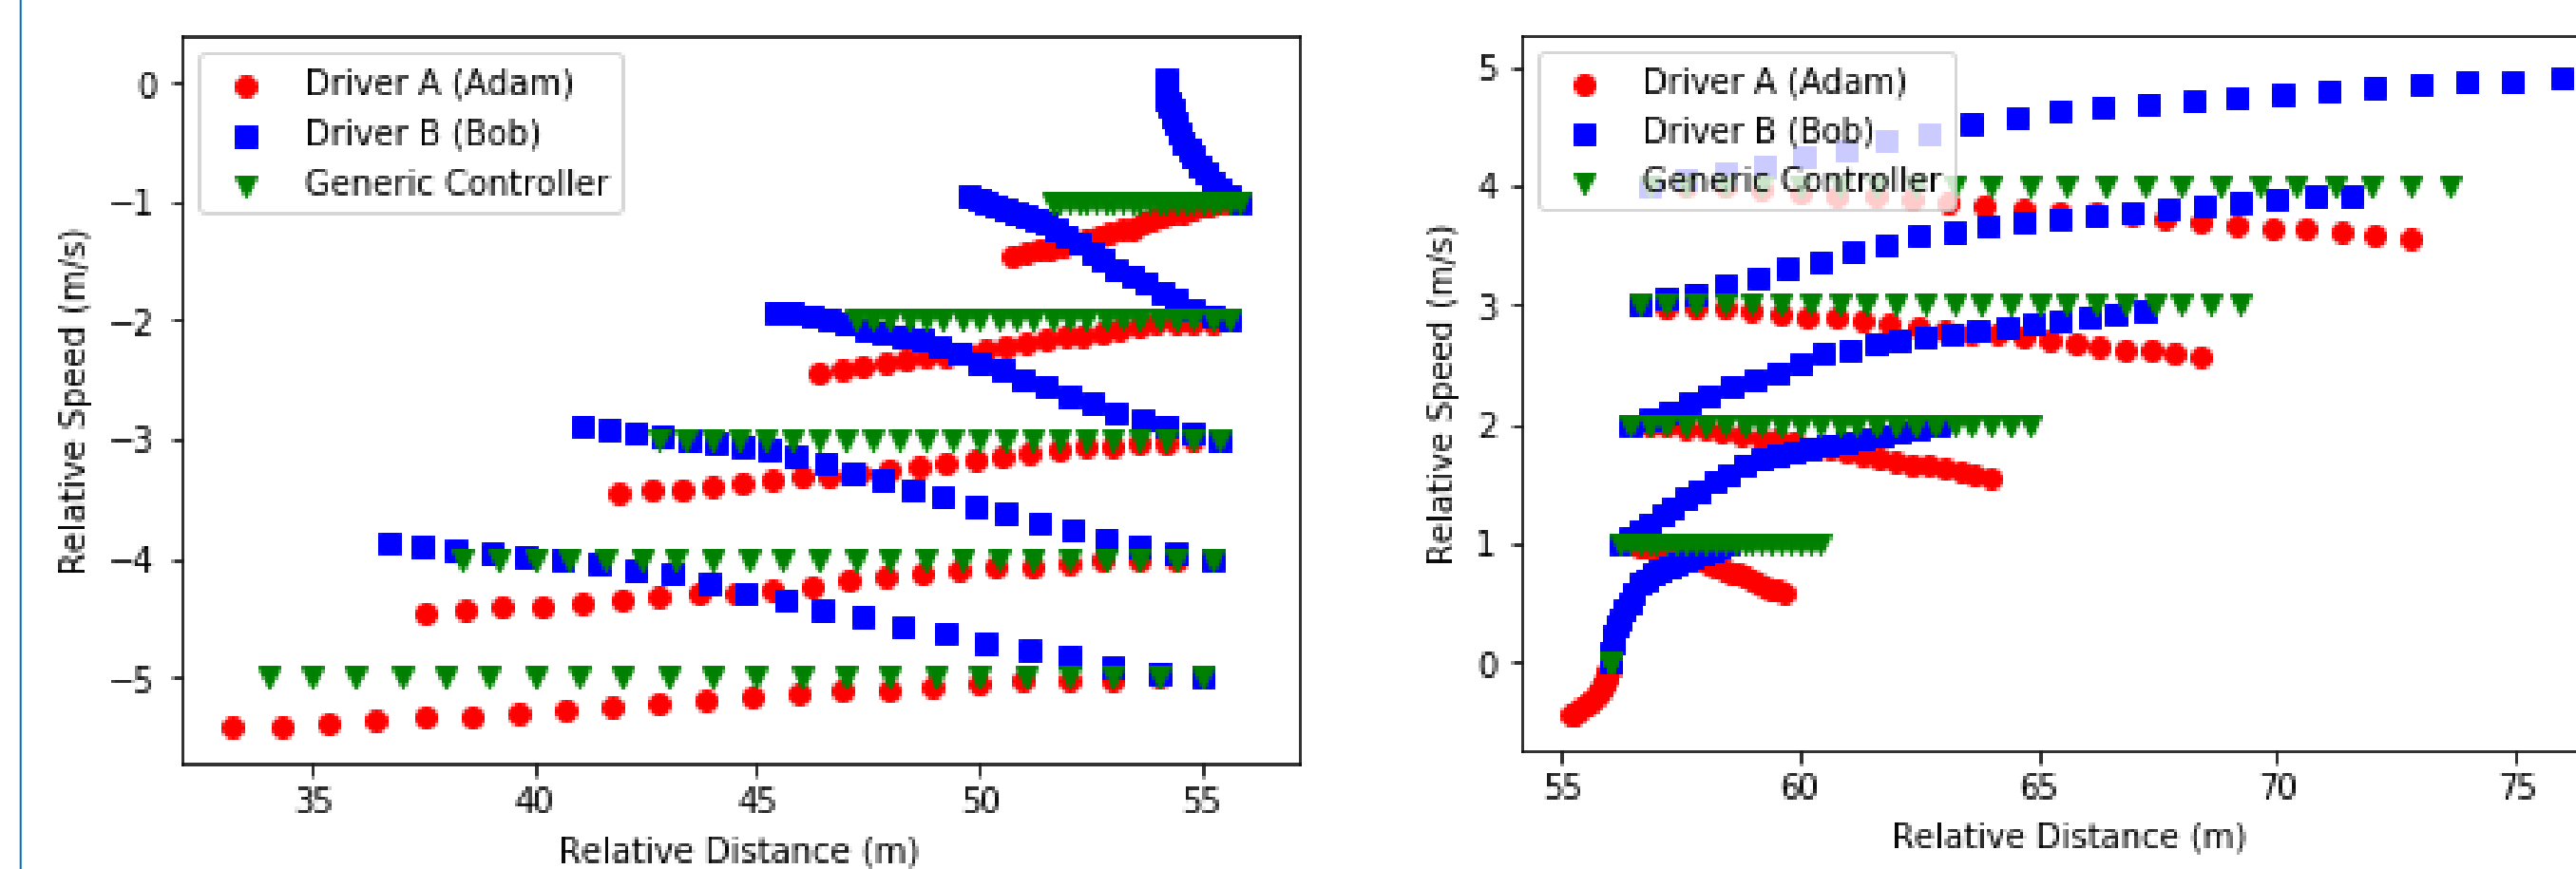 Driver A (Adam)
Driver B (Bob)
Generic Controller
0
−1
−2
−3
−4
−5
Relative Speed (m/s)
35 40 45 50 55
Relative Distance (m)
Driver A (Adam)
Driver B (Bob)
Generic Controller
5
4
3
2
1
0
Relative Speed (m/s)
55 60 65 70 75
Relative Distance (m)